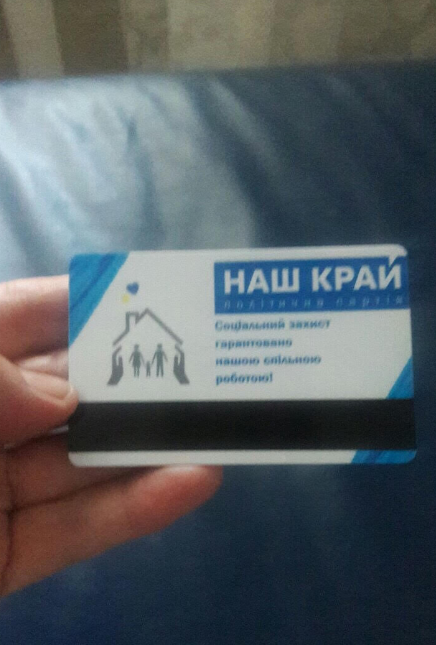 НАШ КРАЙ
політична партія
Соціальний захист
гарантовано
нашою спільною
роботою!